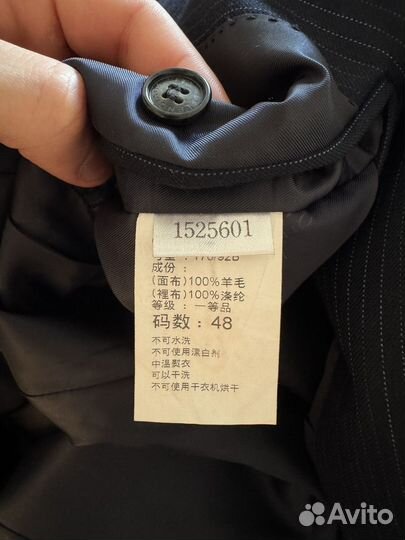 1525601
号型：170/92B
成份：
(面布)100%羊毛
(裡布)100%涤纶
等级：一等品
码数：48
不可水洗
不可使用漂白剂
中温熨衣
可以干洗
不可使用干衣机烘干
Avito